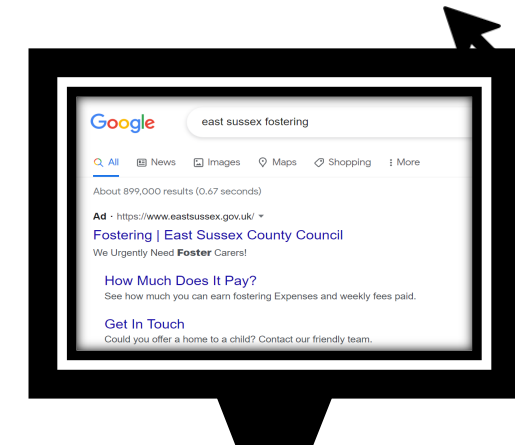 Google
east sussex fostering
All News Images Maps Shopping More
About 899,000 results (0.67 seconds)
Ad · https://www.eastsussex.gov.uk/
Fostering | East Sussex County Council
We Urgently Need Foster Carers!
How Much Does It Pay?
See how much you can earn fostering Expenses and weekly fees paid.
Get In Touch
Could you offer a home to a child? Contact our friendly team.